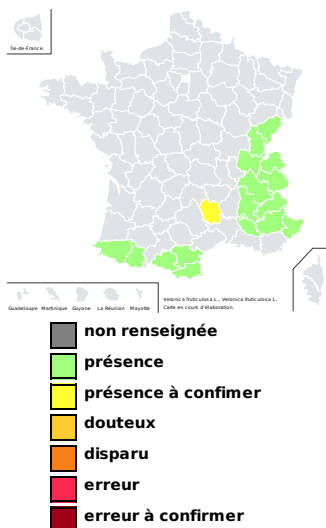 Île-de-France
Guadeloupe Martinique Guyane La Réunion Mayotte
Veronica fruticulosa L., Veronica fruticulosa L.
Carte en cours d'élaboration.
non renseignée
présence
présence à confimer
douteux
disparu
erreur
erreur à confirmer